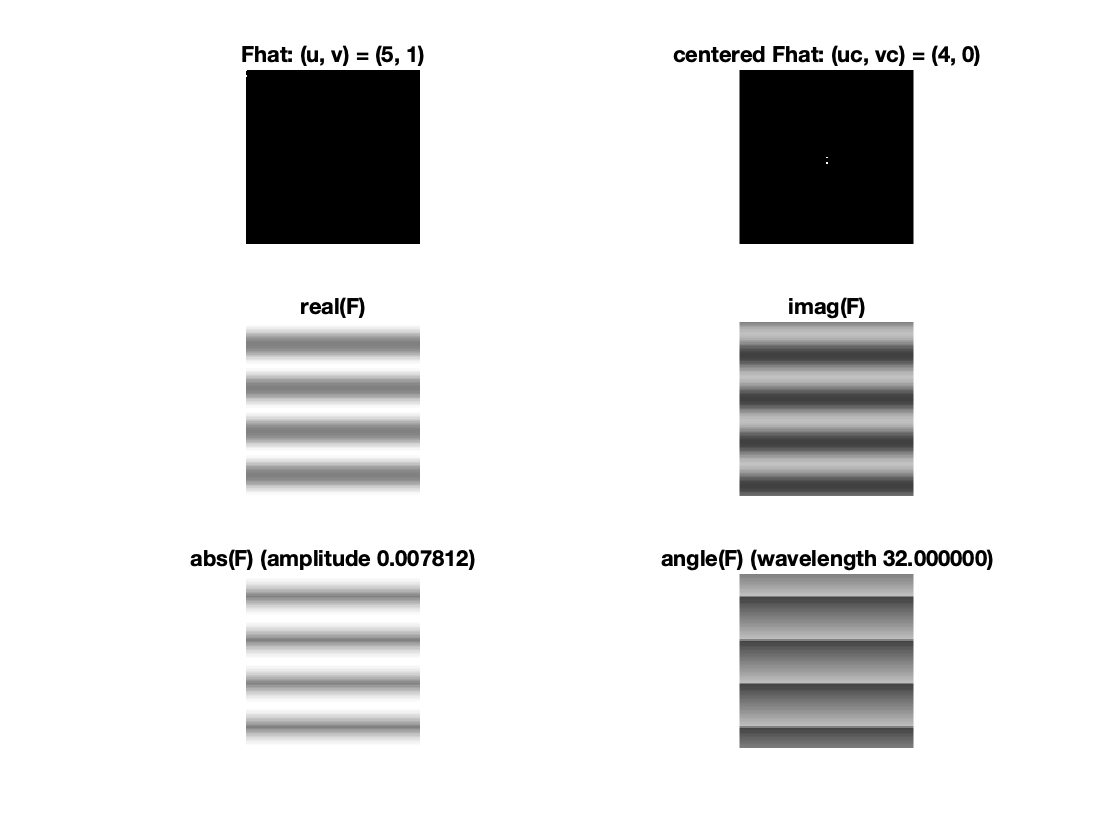 Fhat: (u, v) = (5, 1)
centered Fhat: (uc, vc) = (4, 0)
real(F)
imag(F)
abs(F) (amplitude 0.007812)
angle(F) (wavelength 32.000000)